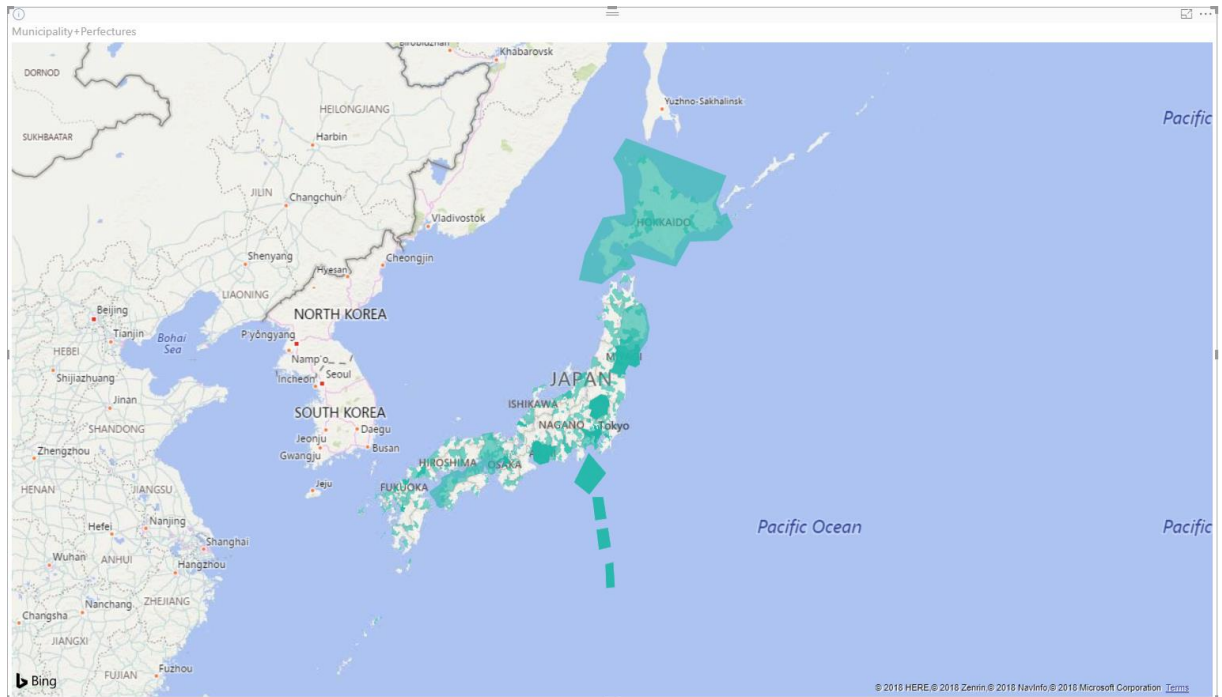 Municipality+Perfectures
Birobidzhan
Khabarovsk
DORNOD
Yuzhno-Sakhalinsk
HEILONGJIANG
Pacific
SUKHBAATAR
Harbin
JILIN
Changchun
Vladivostok
HOKKAIDO
Shenyang
Cheongjin
Hyesan
LIAONING
Beijing
NORTH KOREA
Tianjin
Bohai
Sea
P'yŏngyang
HEBEI
Namp'o
Shijiazhuang
Incheon
Seoul
JAPAN
Jinan
ISHIKAWA
SOUTH KOREA
SHANDONG
Daegu
NAGANO
Tokyo
Jeonju
Zhengzhou
Gwangju
Busan
HIROSHIMA
OSAKA
Jeju
FUKUOKA
HENAN
JIANGSU
Nanjing
Hefei
Pacific Ocean
Pacific
Shanghai
Wuhan
ANHUI
Hangzhou
Nanchang
ZHEJIANG
Changsha
JIANGXI
Fuzhou
FUJIAN
Bing
© 2018 HERE,© 2018 Zenrin,© 2018 NavInfo,© 2018 Microsoft Corporation Terms